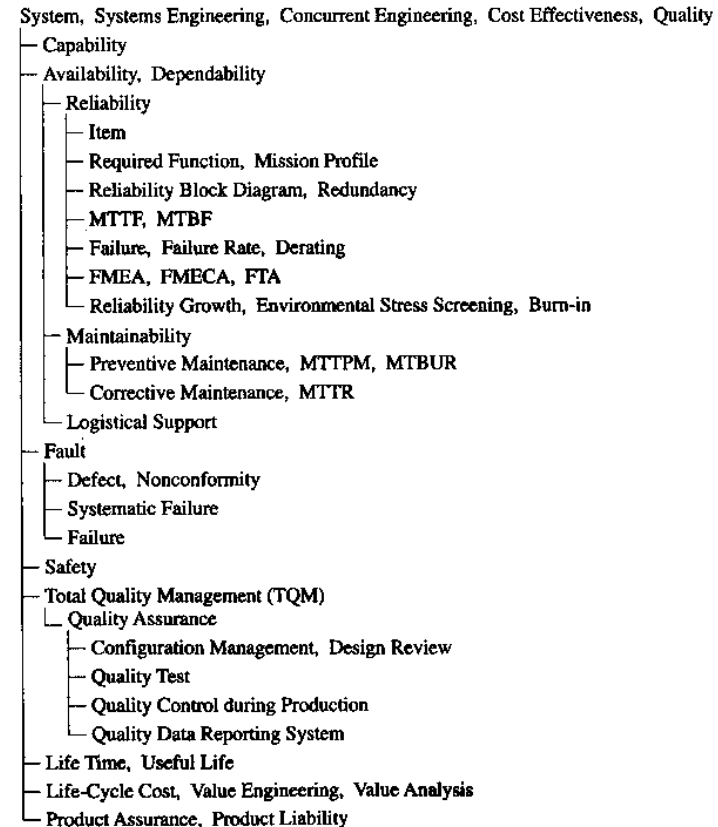 System, Systems Engineering, Concurrent Engineering, Cost Effectiveness, Quality
Capability
Availability, Dependability
Reliability
Item
Required Function, Mission Profile
Reliability Block Diagram, Redundancy
MTTF, MTBF
Failure, Failure Rate, Derating
FMEA, FMECA, FTA
Reliability Growth, Environmental Stress Screening, Burn-in
Maintainability
Preventive Maintenance, MTTPM, MTBUR
Corrective Maintenance, MTTR
Logistical Support
Fault
Defect, Nonconformity
Systematic Failure
Failure
Safety
Total Quality Management (TQM)
Quality Assurance
Configuration Management, Design Review
Quality Test
Quality Control during Production
Quality Data Reporting System
Life Time, Useful Life
Life-Cycle Cost, Value Engineering, Value Analysis
Product Assurance, Product Liability